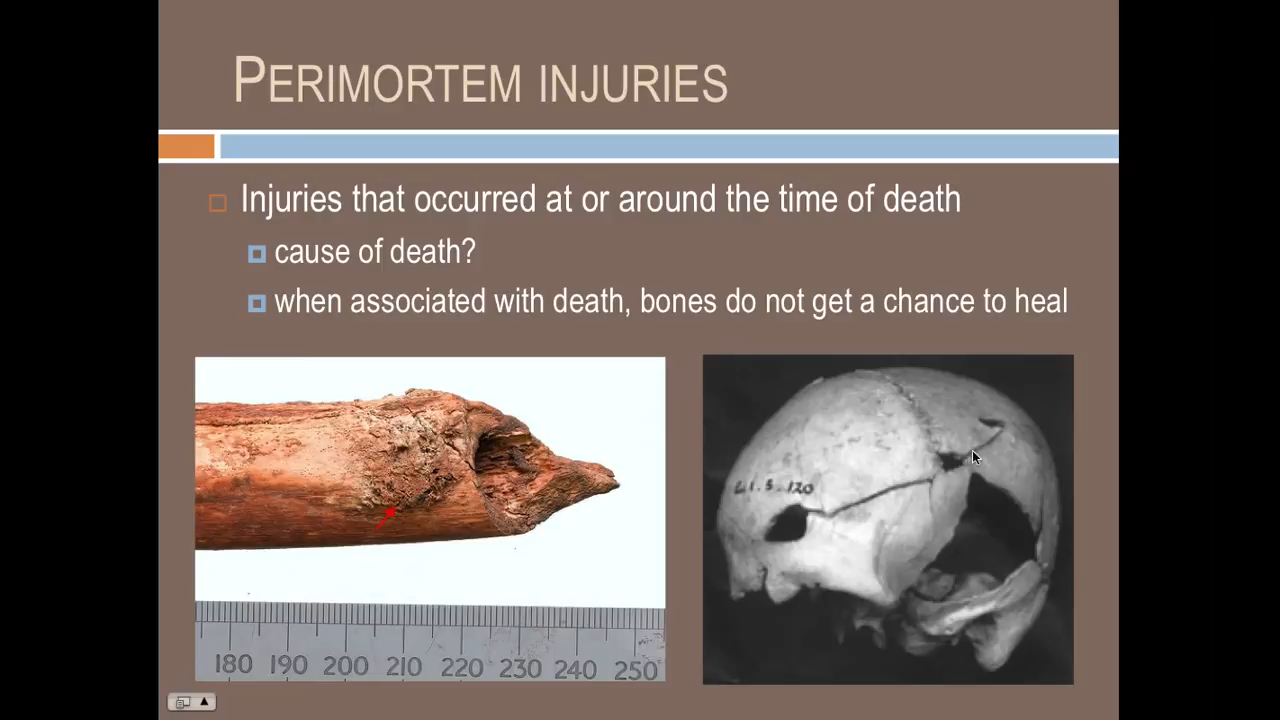 PERIMORTEM INJURIES
Injuries that occurred at or around the time of death
cause of death?
when associated with death, bones do not get a chance to heal
180 190 200 210 220 230 240 250